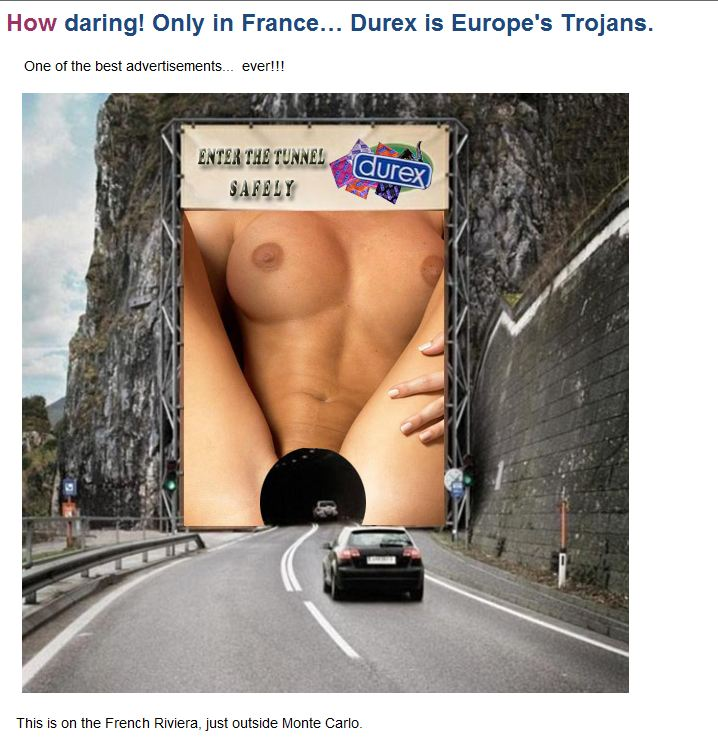 How daring! Only in France… Durex is Europe's Trojans.
One of the best advertisements... ever!!!
ENTER THE TUNNEL
SAFELY
durex
This is on the French Riviera, just outside Monte Carlo.